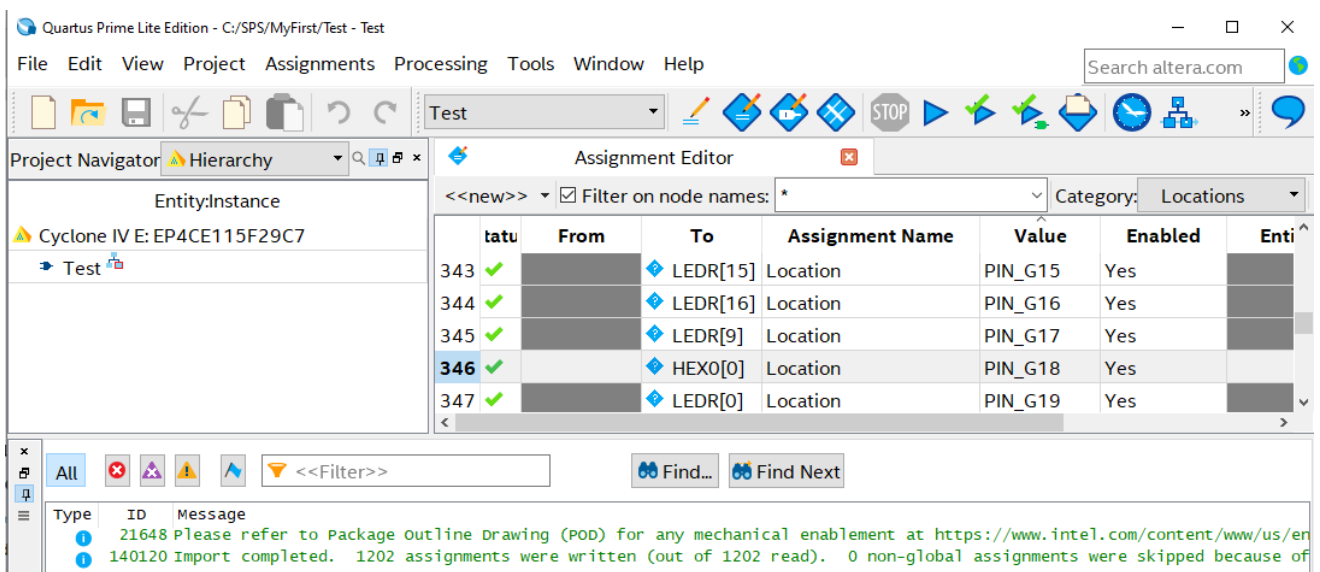 Quartus Prime Lite Edition - C:/SPS/MyFirst/Test - Test
File Edit View Project Assignments Processing Tools Window Help
Search altera.com
Test
STOP
»
Project Navigator Hierarchy
Assignment Editor
Entity:Instance
<<new>> Filter on node names: * Category: Locations
Cyclone IV E: EP4CE115F29C7
Test
tatu From To Assignment Name Value Enabled Enti
343 LEDR[15] Location PIN_G15 Yes
344 LEDR[16] Location PIN_G16 Yes
345 LEDR[9] Location PIN_G17 Yes
346 HEX0[0] Location PIN_G18 Yes
347 LEDR[0] Location PIN_G19 Yes
All <<Filter>> Find... Find Next
Type ID Message
21648 Please refer to Package Outline Drawing (POD) for any mechanical enablement at https://www.intel.com/content/www/us/en
140120 Import completed. 1202 assignments were written (out of 1202 read). 0 non-global assignments were skipped because of